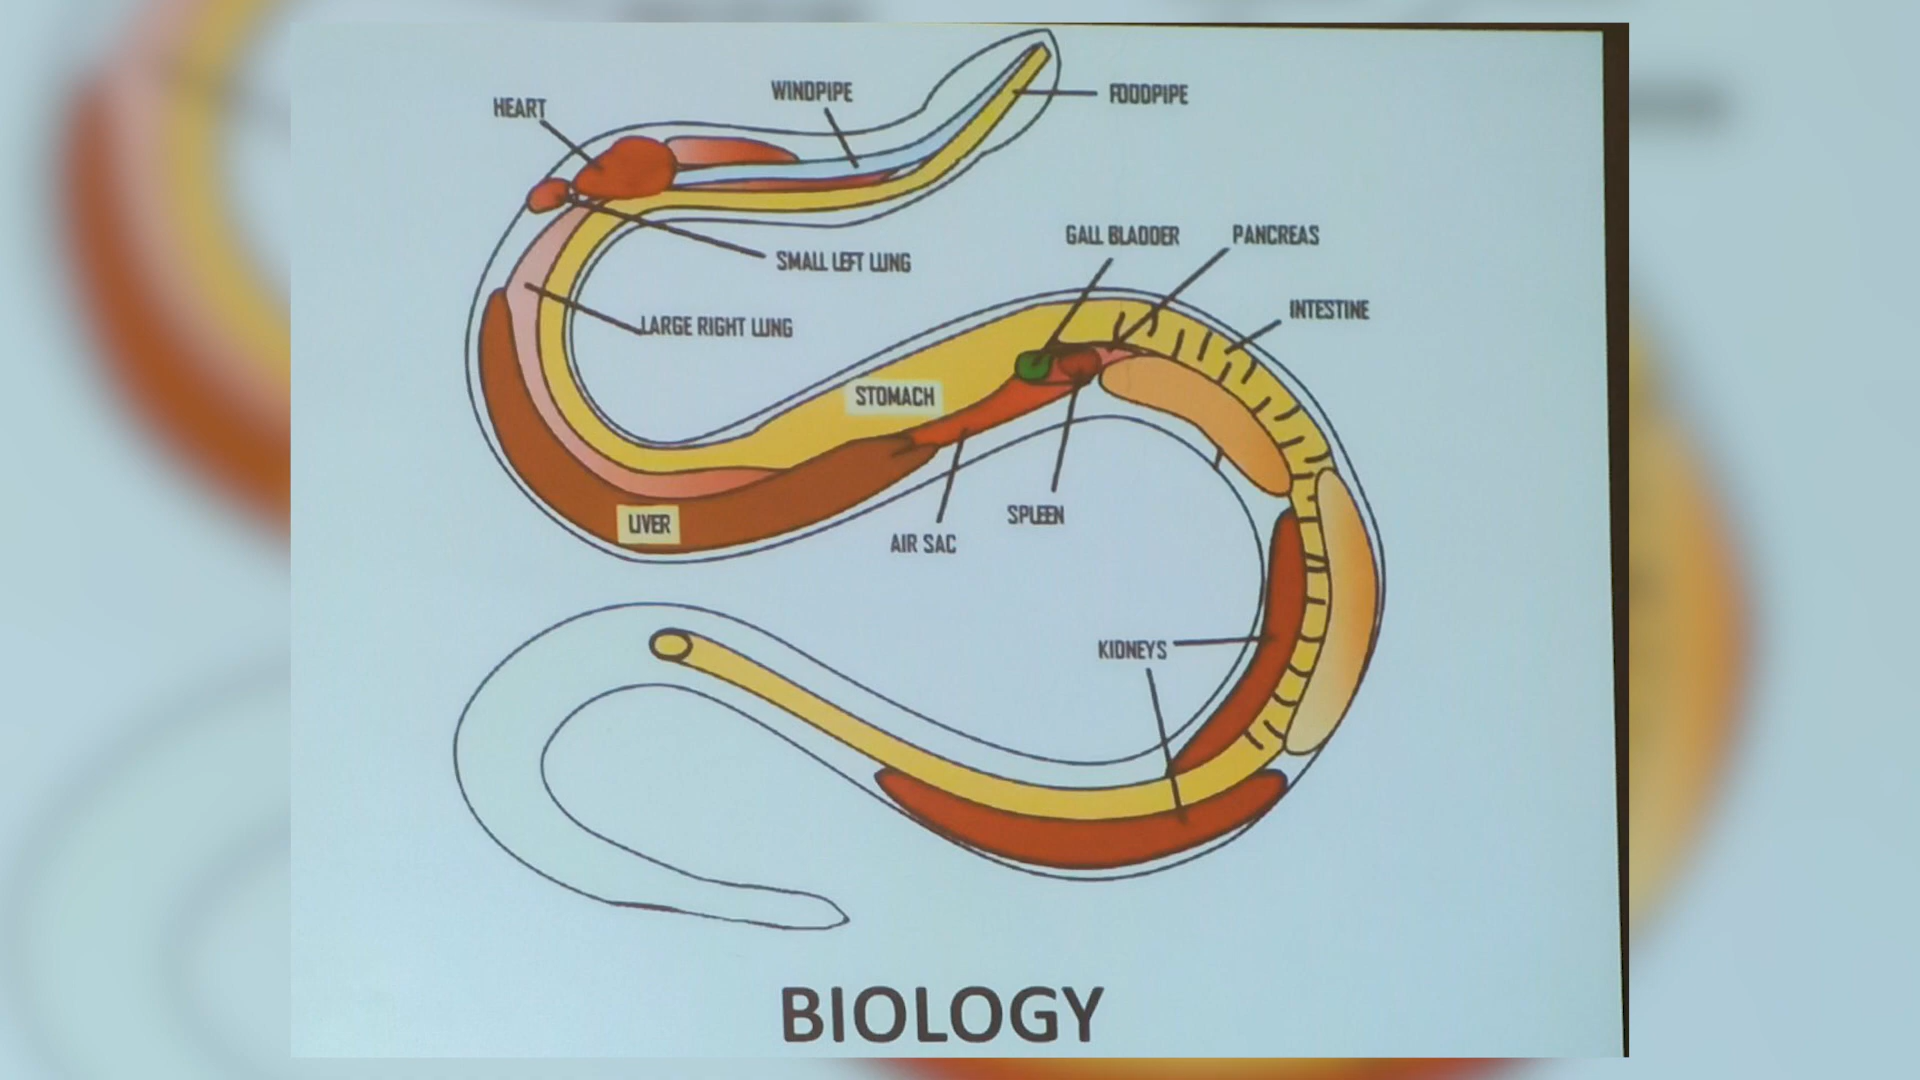 HEART
WINDPIPE
FOODPIPE
SMALL LEFT LUNG
LARGE RIGHT LUNG
GALL BLADDER
PANCREAS
INTESTINE
STOMACH
LIVER
AIR SAC
SPLEEN
KIDNEYS
BIOLOGY